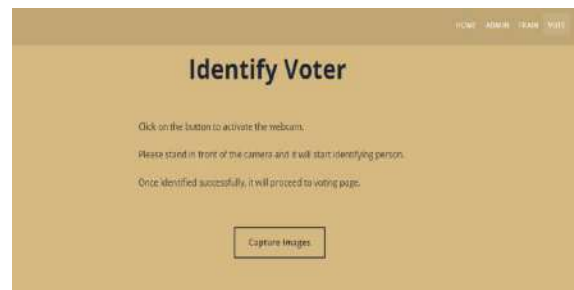 HOME ADMIN TRAIN VOTE
Identify Voter
Click on the button to activate the webcam.
Please stand in front of the camera and it will start identifying person.
Once identified successfully, it will proceed to voting page.
Capture Images